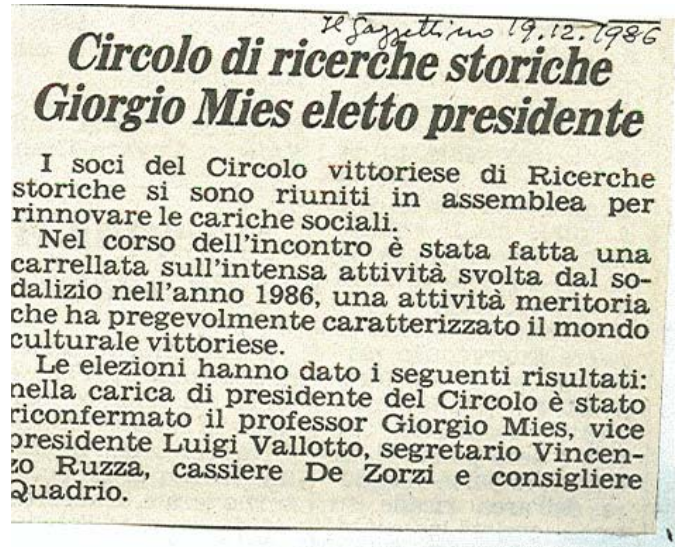 Il Gazzettino 19.12.1986
Circolo di ricerche storiche
Giorgio Mies eletto presidente
I soci del Circolo vittoriese di Ricerche
storiche si sono riuniti in assemblea per
rinnovare le cariche sociali.
Nel corso dell'incontro è stata fatta una
carrellata sull'intensa attività svolta dal so-
dalizio nell'anno 1986, una attività meritoria
che ha pregevolmente caratterizzato il mondo
culturale vittoriese.
Le elezioni hanno dato i seguenti risultati:
nella carica di presidente del Circolo è stato
riconfermato il professor Giorgio Mies, vice
presidente Luigi Vallotto, segretario Vincen-
zo Ruzza, cassiere De Zorzi e consigliere
Quadrio.